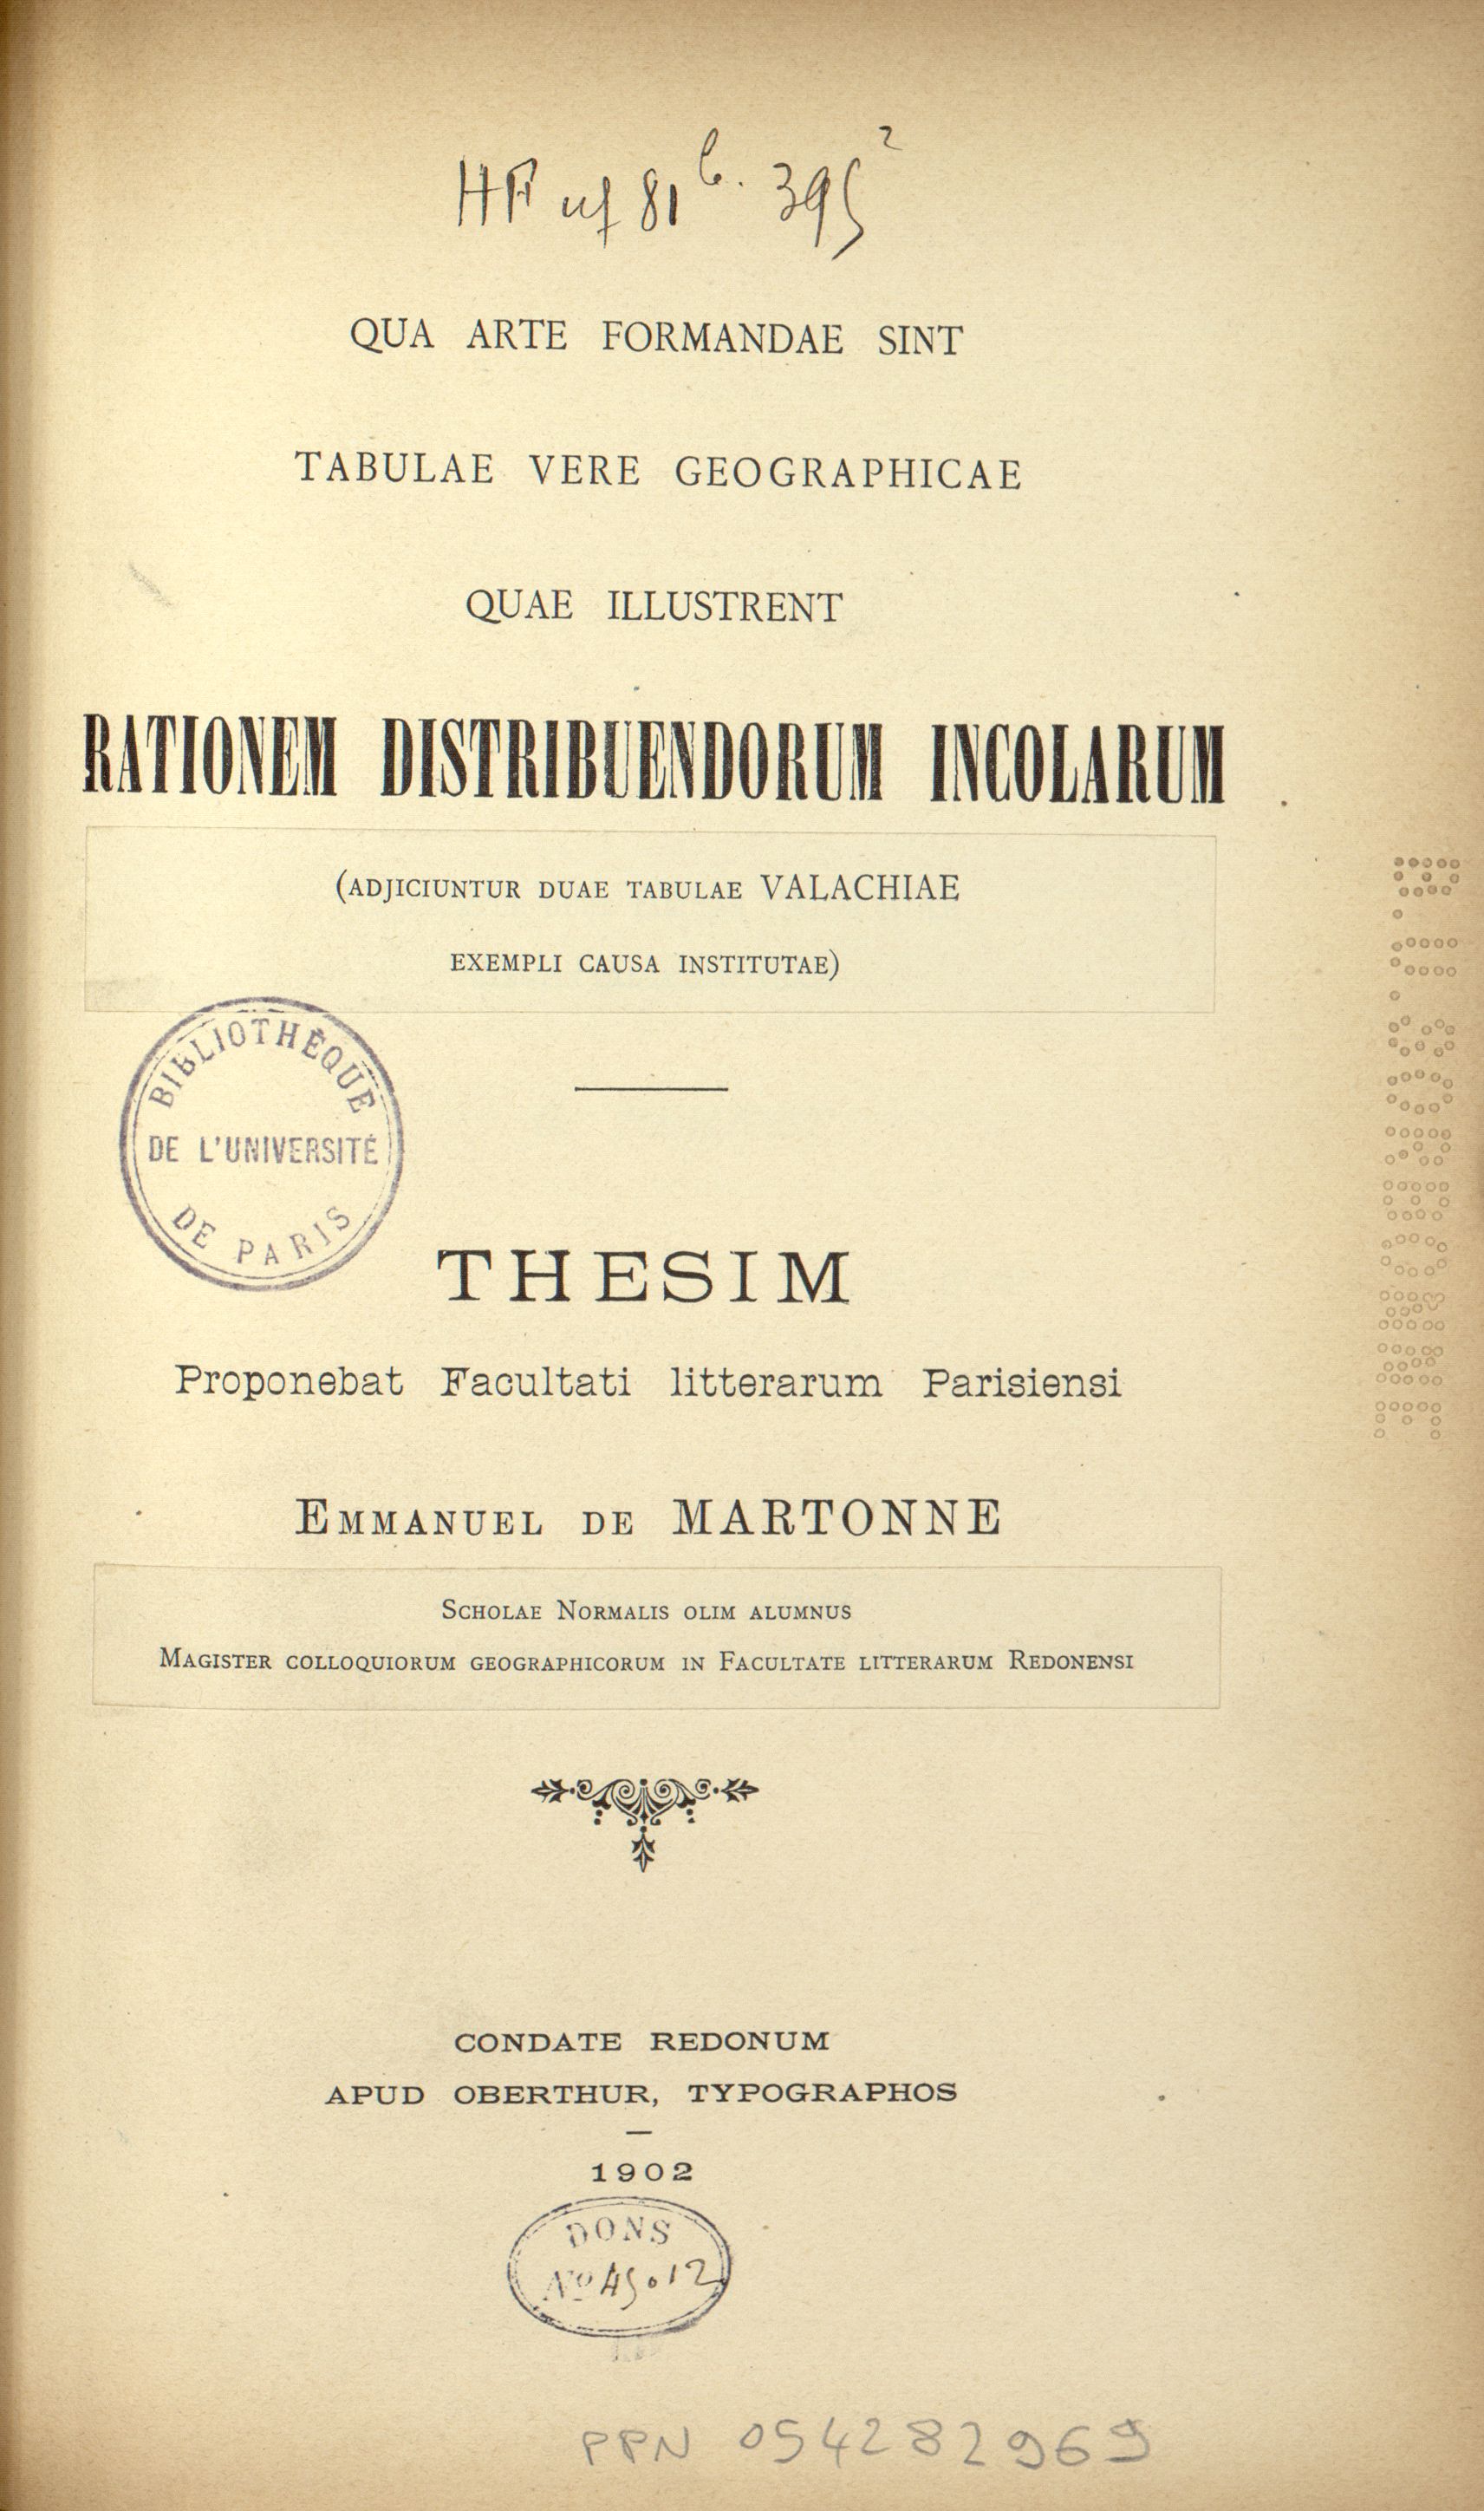 HF uf 81 6. 395 2
QUA ARTE FORMANDAE SINT
TABULAE VERE GEOGRAPHICAE
QUAE ILLUSTRENT
RATIONEM DISTRIBUENDORUM INCOLARUM
(ADJICIUNTUR DUAE TABULAE VALACHIAE
EXEMPLI CAUSA INSTITUTAE)
BIBLIOTHÈQUE
DE L'UNIVERSITÉ
DE PARIS
THESIM
Proponebat Facultati litterarum Parisiensi
EMMANUEL DE MARTONNE
SCHOLAE NORMALIS OLIM ALUMNUS
MAGISTER COLLOQUIORUM GEOGRAPHICORUM IN FACULTATE LITTERARUM REDONENSI
CONDATE REDONUM
APUD OBERTHUR, TYPOGRAPHOS
1902
DONS
No 45012
PPN 054282969